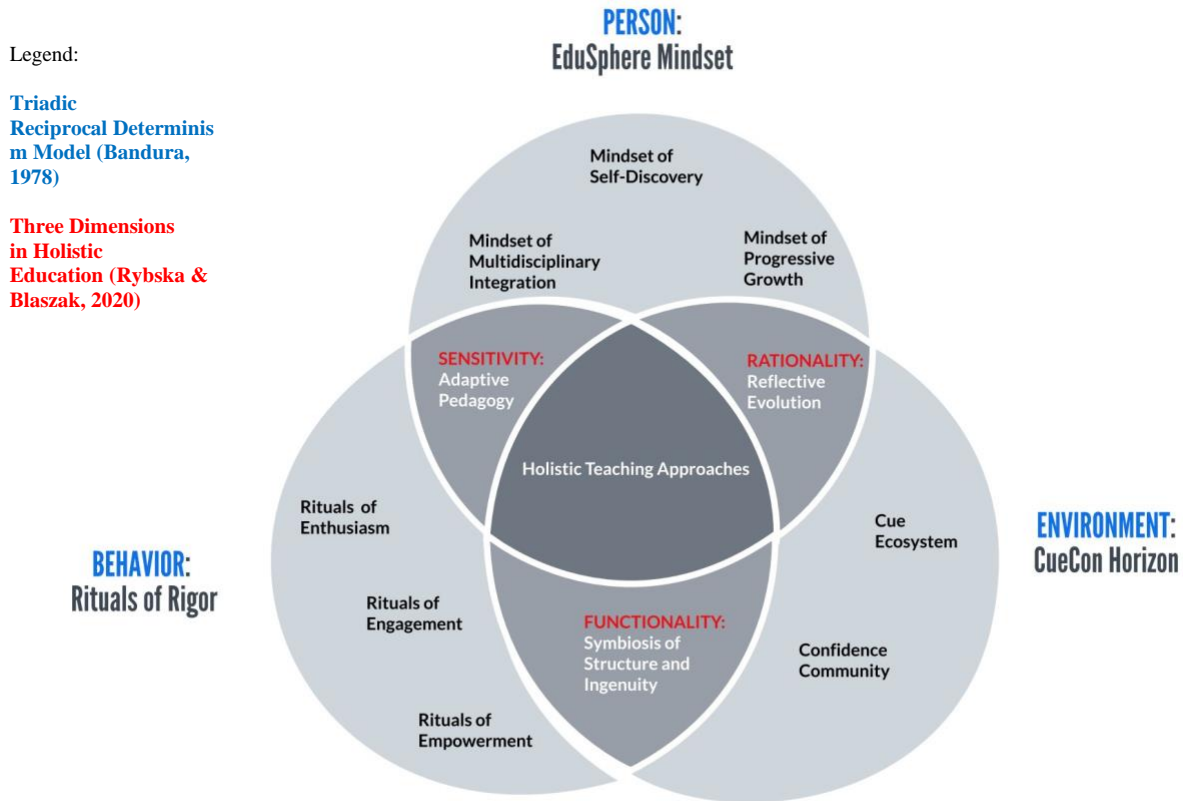 PERSON:
EduSphere Mindset
Legend:
Triadic
Reciprocal Determinis
m Model (Bandura,
1978)
Three Dimensions
in Holistic
Education (Rybska &
Blaszak, 2020)
Mindset of
Self-Discovery
Mindset of
Multidisciplinary
Integration
Mindset of
Progressive
Growth
SENSITIVITY:
Adaptive
Pedagogy
RATIONALITY:
Reflective
Evolution
Holistic Teaching Approaches
Rituals of
Enthusiasm
Cue
Ecosystem
ENVIRONMENT:
CueCon Horizon
BEHAVIOR:
Rituals of Rigor
Rituals of
Engagement
FUNCTIONALITY:
Symbiosis of
Structure and
Ingenuity
Confidence
Community
Rituals of
Empowerment